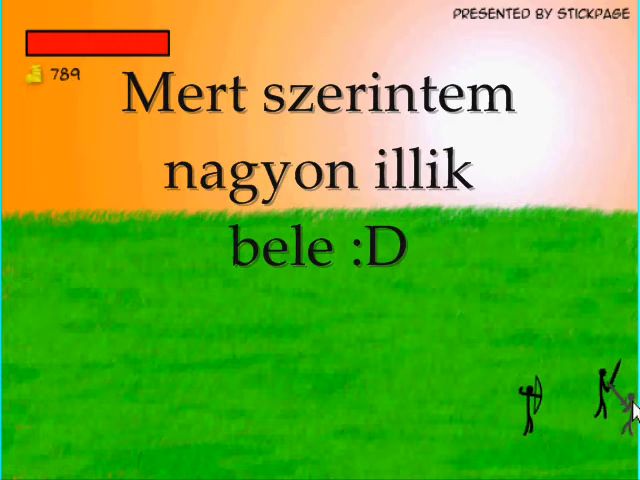 PRESENTED BY STICKPAGE
789
Mert szerintem
nagyon illik
bele :D